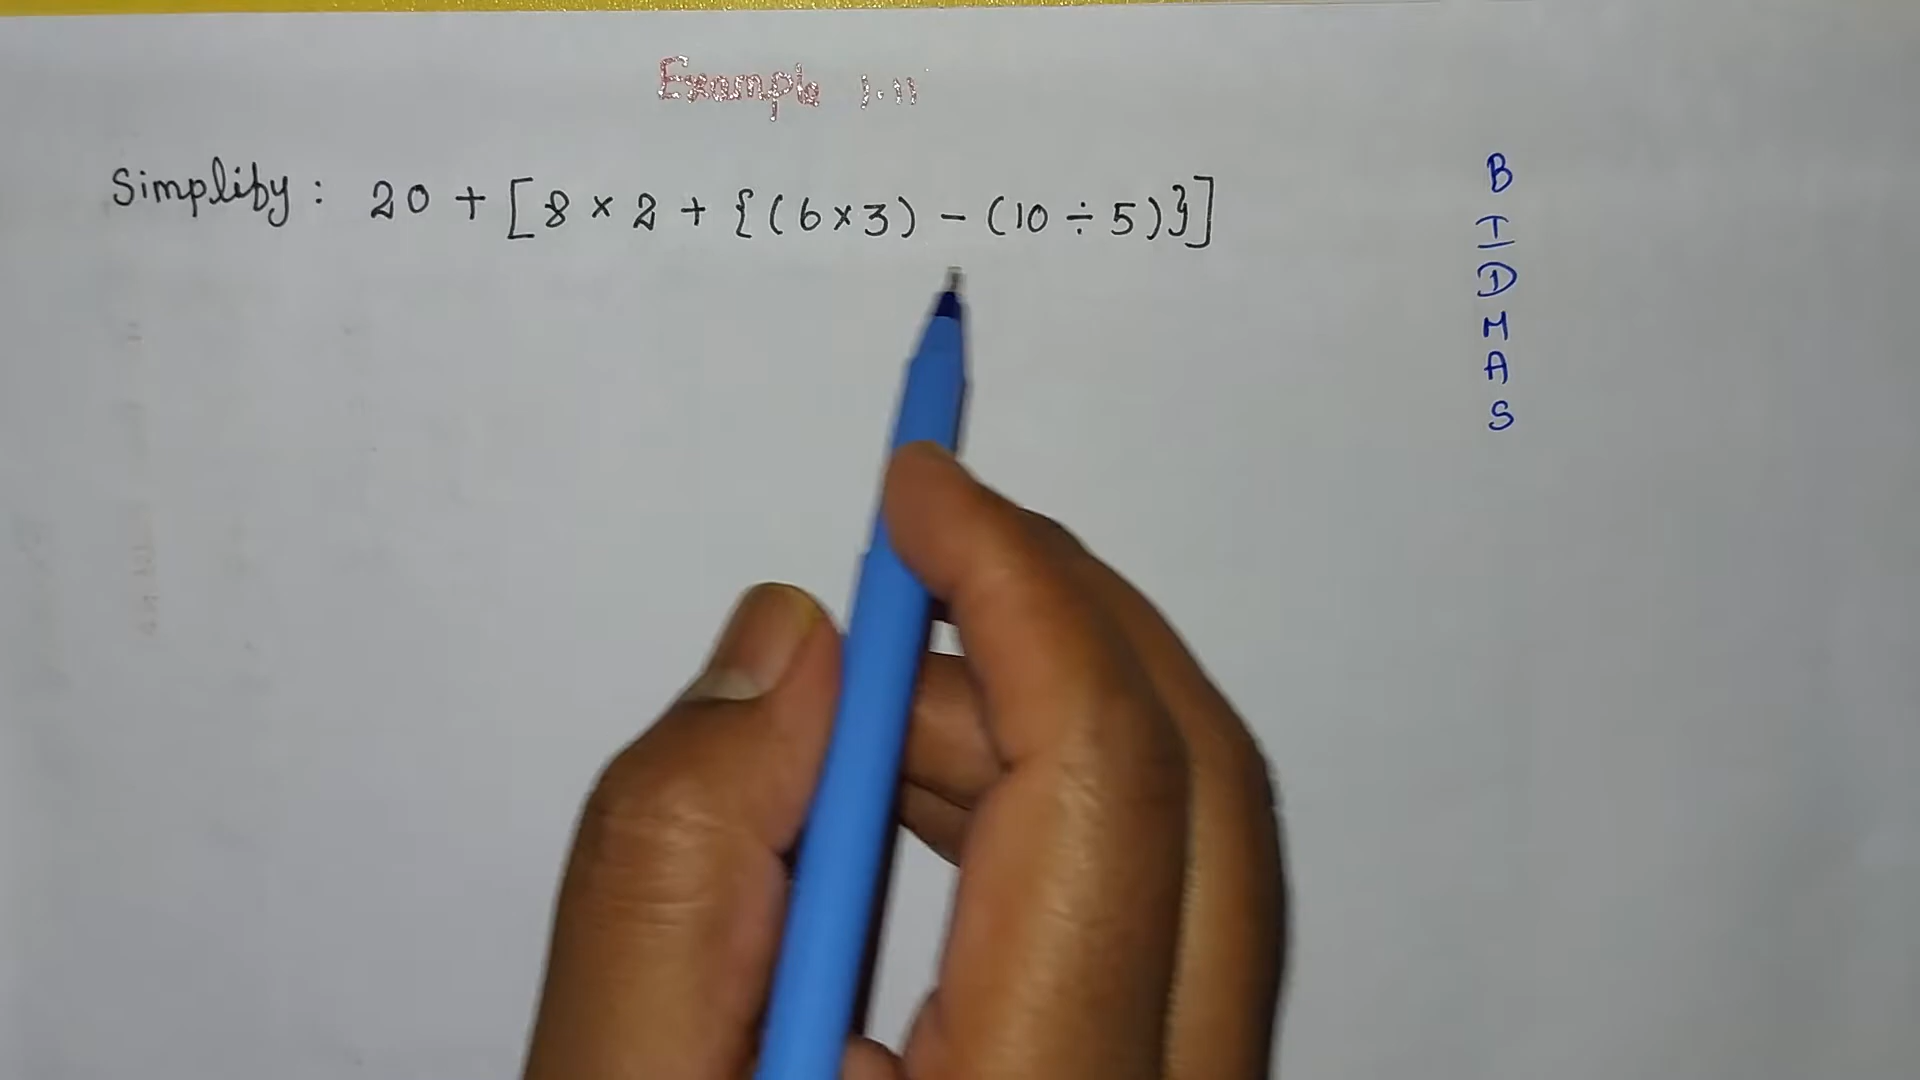 Example 1.11
Simplify : 20 + [8 × 2 + {(6×3) - (10 ÷ 5)}]
B
I
D
M
A
S